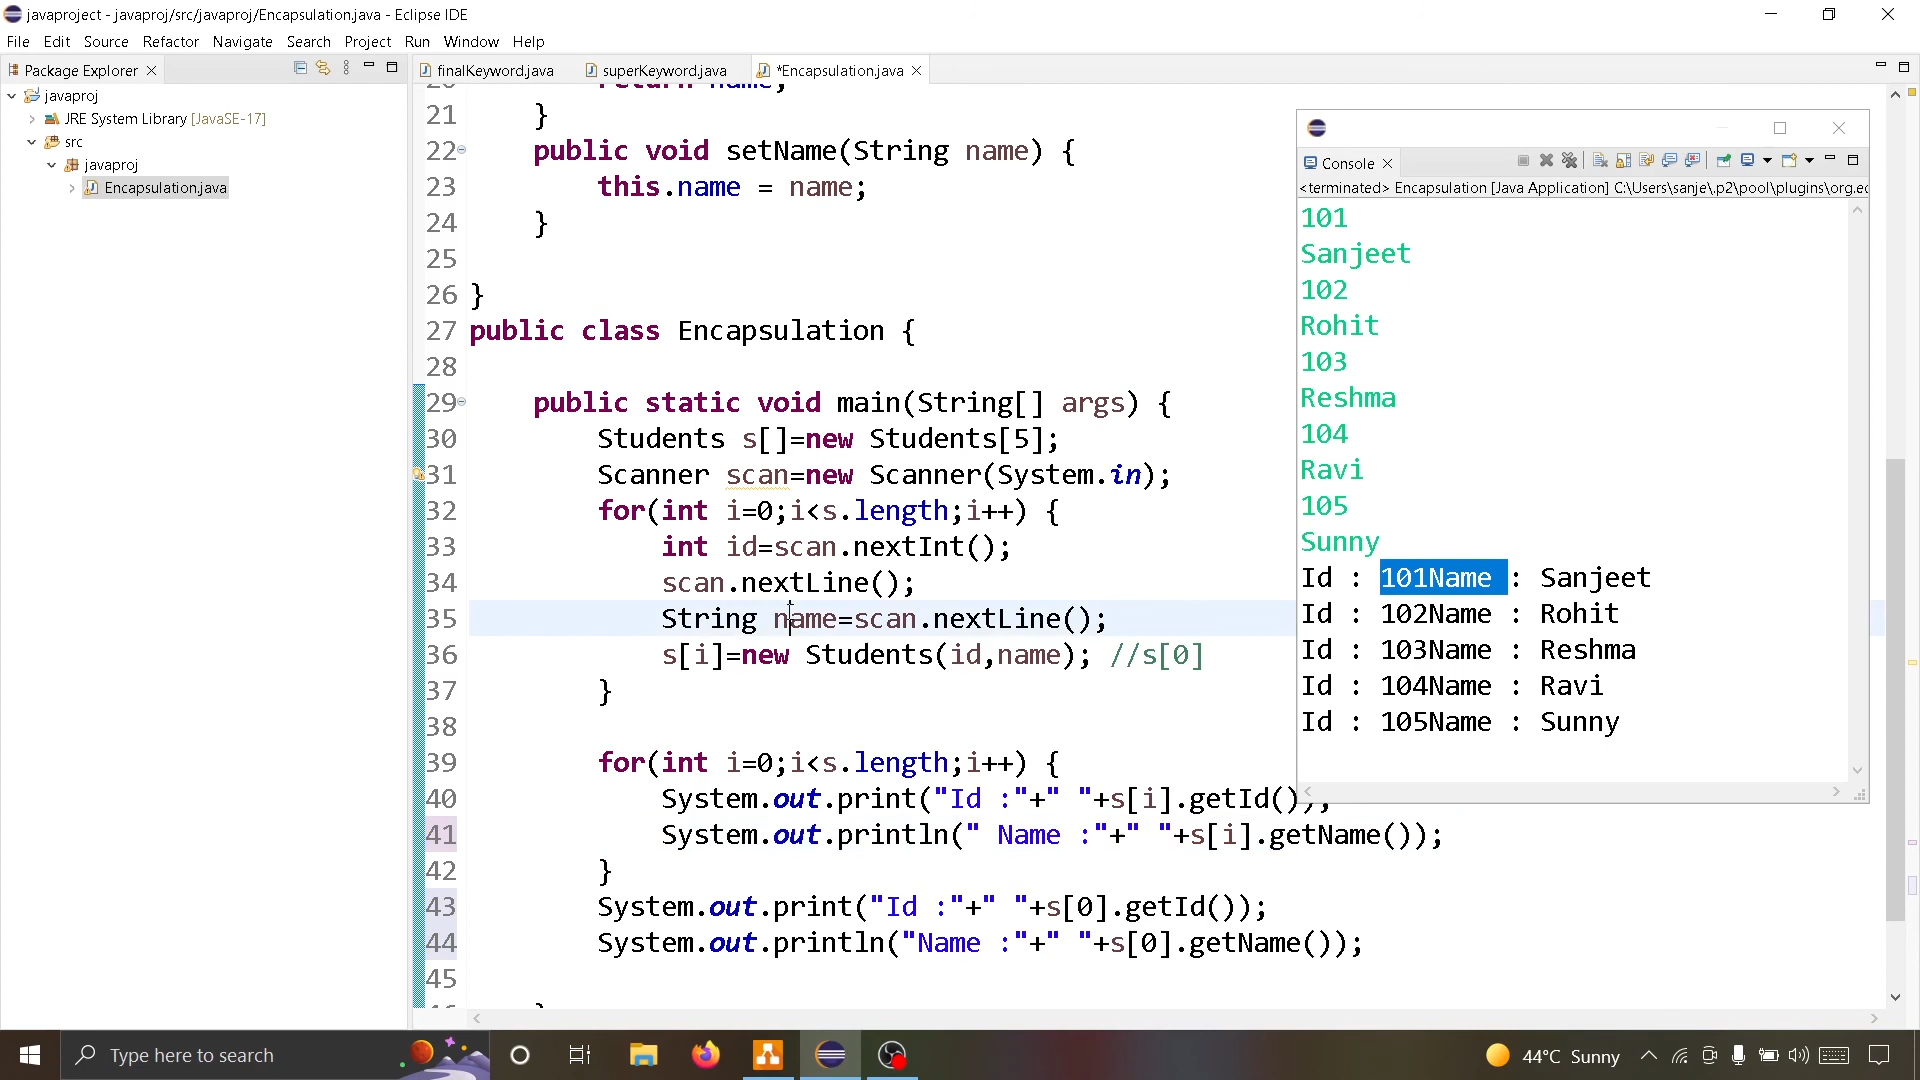 javaproject - javaproj/src/javaproj/Encapsulation.java - Eclipse IDE
File Edit Source Refactor Navigate Search Project Run Window Help
Package Explorer
javaproj
JRE System Library [JavaSE-17]
src
javaproj
Encapsulation.java
finalKeyword.java superKeyword.java *Encapsulation.java
20 return name;
21 }
22 public void setName(String name) {
23 this.name = name;
24 }
25
26 }
27 public class Encapsulation {
28
29 public static void main(String[] args) {
30 Students s[]=new Students[5];
31 Scanner scan=new Scanner(System.in);
32 for(int i=0;i<s.length;i++) {
33 int id=scan.nextInt();
34 scan.nextLine();
35 String name=scan.nextLine();
36 s[i]=new Students(id,name); //s[0]
37 }
38
39 for(int i=0;i<s.length;i++) {
40 System.out.print("Id :"+" "+s[i].getId());
41 System.out.println(" Name :"+" "+s[i].getName());
42 }
43 System.out.print("Id :"+" "+s[0].getId());
44 System.out.println("Name :"+" "+s[0].getName());
45
Console
<terminated> Encapsulation [Java Application] C:\Users\sanje\.p2\pool\plugins\org.ec
101
Sanjeet
102
Rohit
103
Reshma
104
Ravi
105
Sunny
Id : 101Name : Sanjeet
Id : 102Name : Rohit
Id : 103Name : Reshma
Id : 104Name : Ravi
Id : 105Name : Sunny
Type here to search
44°C Sunny